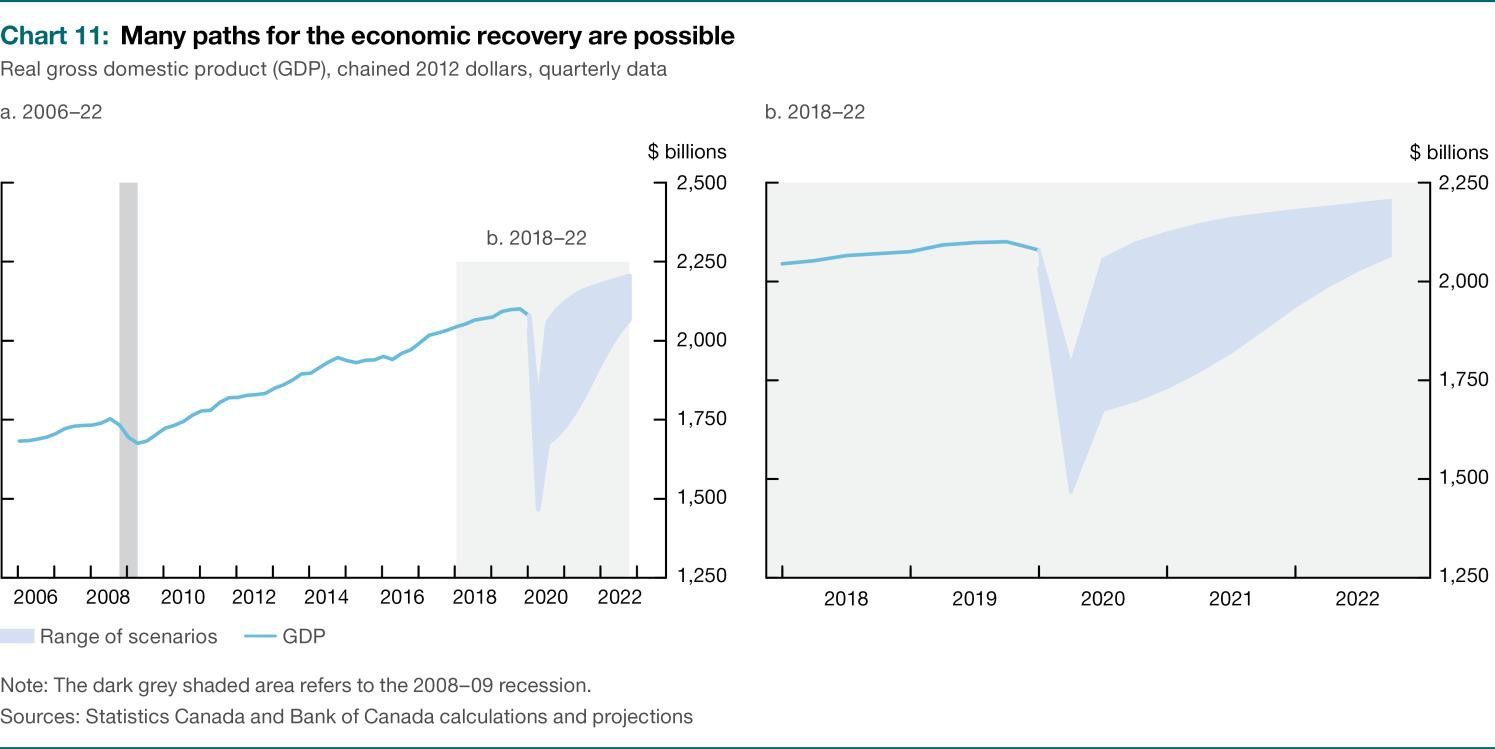 Chart 11: Many paths for the economic recovery are possible
Real gross domestic product (GDP), chained 2012 dollars, quarterly data
a. 2006–22
$ billions
2,500
b. 2018–22
2,250
2,000
1,750
1,500
1,250
2006 2008 2010 2012 2014 2016 2018 2020 2022
Range of scenarios GDP
b. 2018–22
$ billions
2,250
2,000
1,750
1,500
1,250
2018 2019 2020 2021 2022
Note: The dark grey shaded area refers to the 2008–09 recession.
Sources: Statistics Canada and Bank of Canada calculations and projections